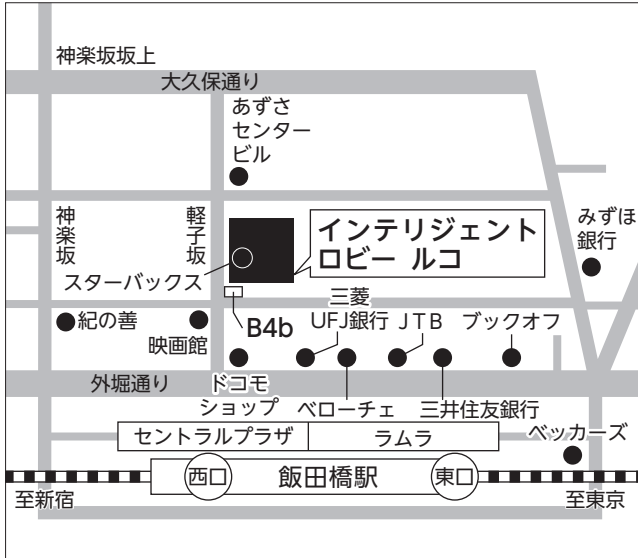 神楽坂坂上
大久保通り
あずさ
センター
ビル
神楽坂
軽子坂
インテリジェント
ロビー ルコ
みずほ
銀行
スターバックス
紀の善
映画館
B4b
三菱
UFJ銀行
JTB
ブックオフ
外堀通り
ドコモ
ショップ
ベローチェ
三井住友銀行
セントラルプラザ
ラムラ
ベッカーズ
西口
飯田橋駅
東口
至新宿
至東京